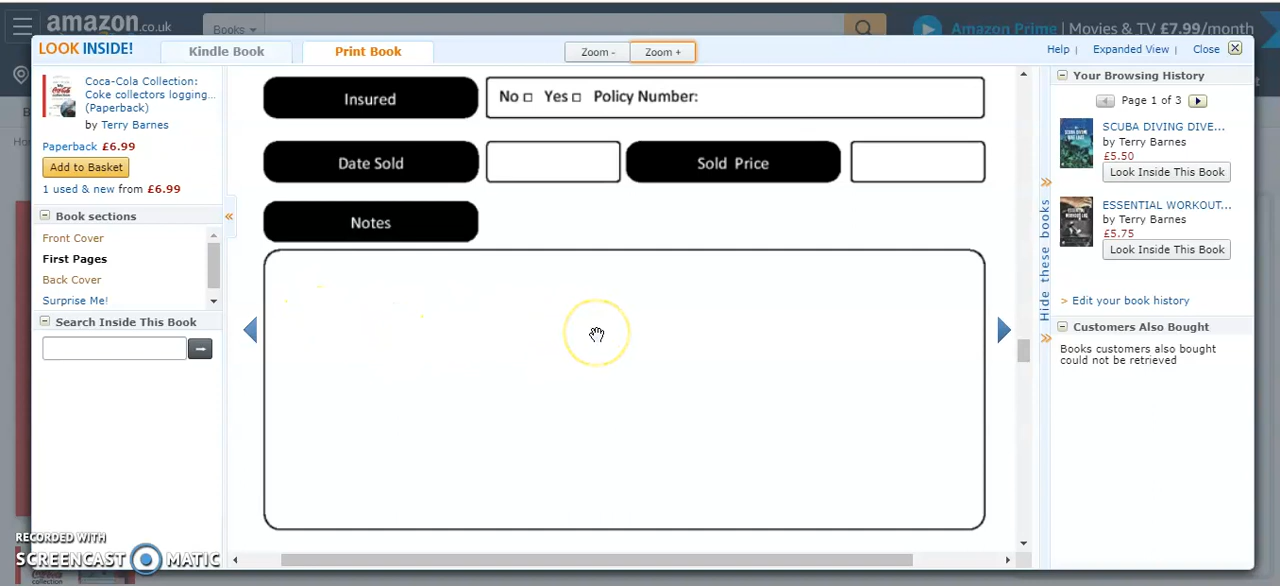 amazon.co.uk
Books
Amazon Prime | Movies & TV £7.99/month
LOOK INSIDE!
Kindle Book
Print Book
Zoom -
Zoom +
Help |
Expanded View |
Close
Coca-Cola Collection:
Coke collectors logging...
(Paperback)
by Terry Barnes
Paperback £6.99
Add to Basket
1 used & new from £6.99
Book sections
Front Cover
First Pages
Back Cover
Surprise Me!
Search Inside This Book
Insured
No □ Yes □ Policy Number:
Date Sold
Sold Price
Notes
Hide these books
Your Browsing History
Page 1 of 3
SCUBA DIVING DIVE...
by Terry Barnes
£5.50
Look Inside This Book
ESSENTIAL WORKOUT...
by Terry Barnes
£5.75
Look Inside This Book
> Edit your book history
Customers Also Bought
Books customers also bought
could not be retrieved
RECORDED WITH
SCREENCAST MATIC